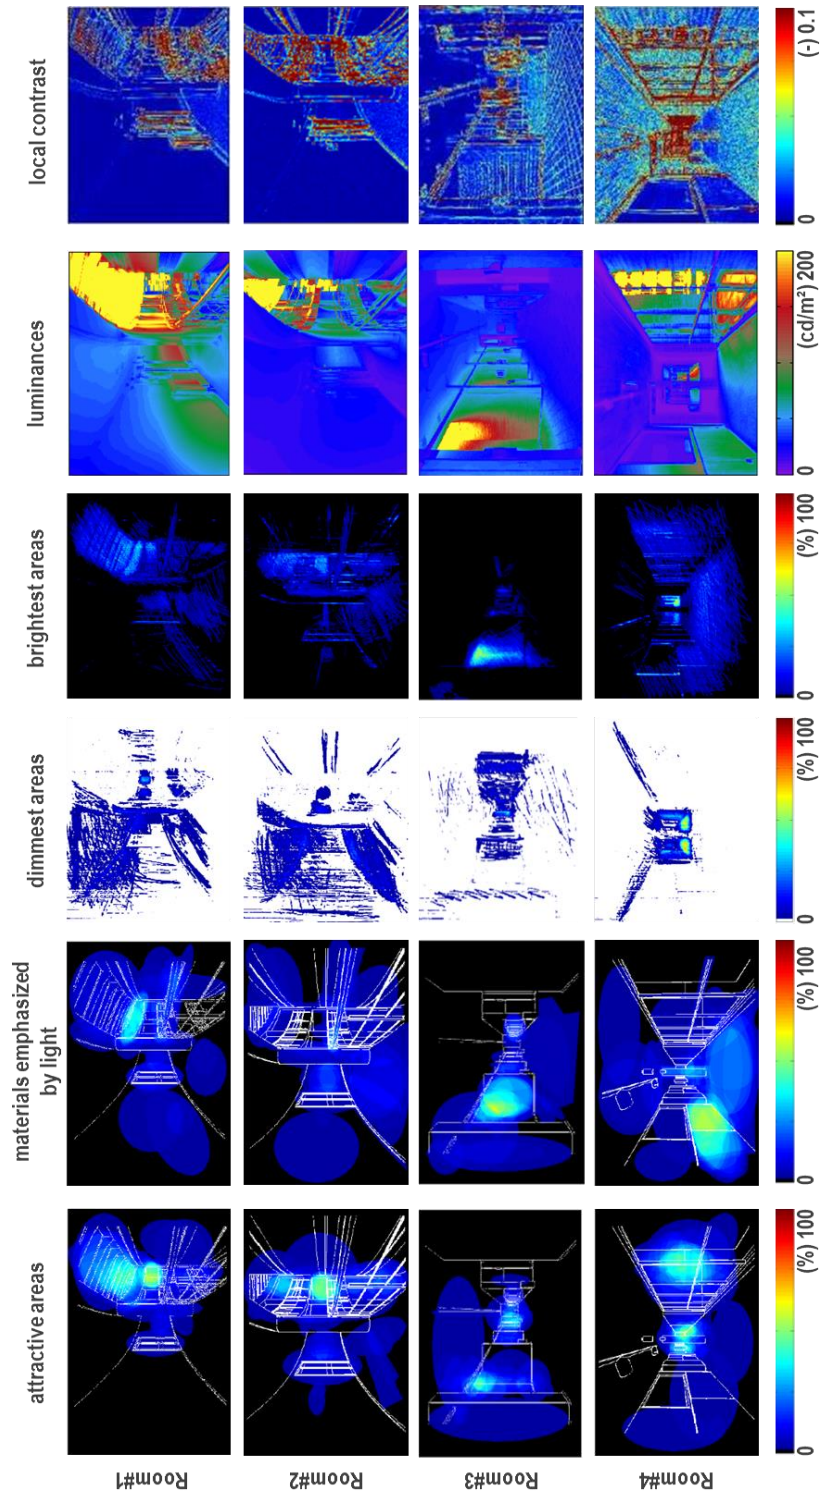 attractive areas
materials emphasized
by light
dimmest areas
brightest areas
luminances
local contrast
Room#1
Room#2
Room#3
Room#4
0
(%) 100
0
(%) 100
0
(%) 100
0
(%) 100
0
(cd/m²) 200
0
(-) 0.1